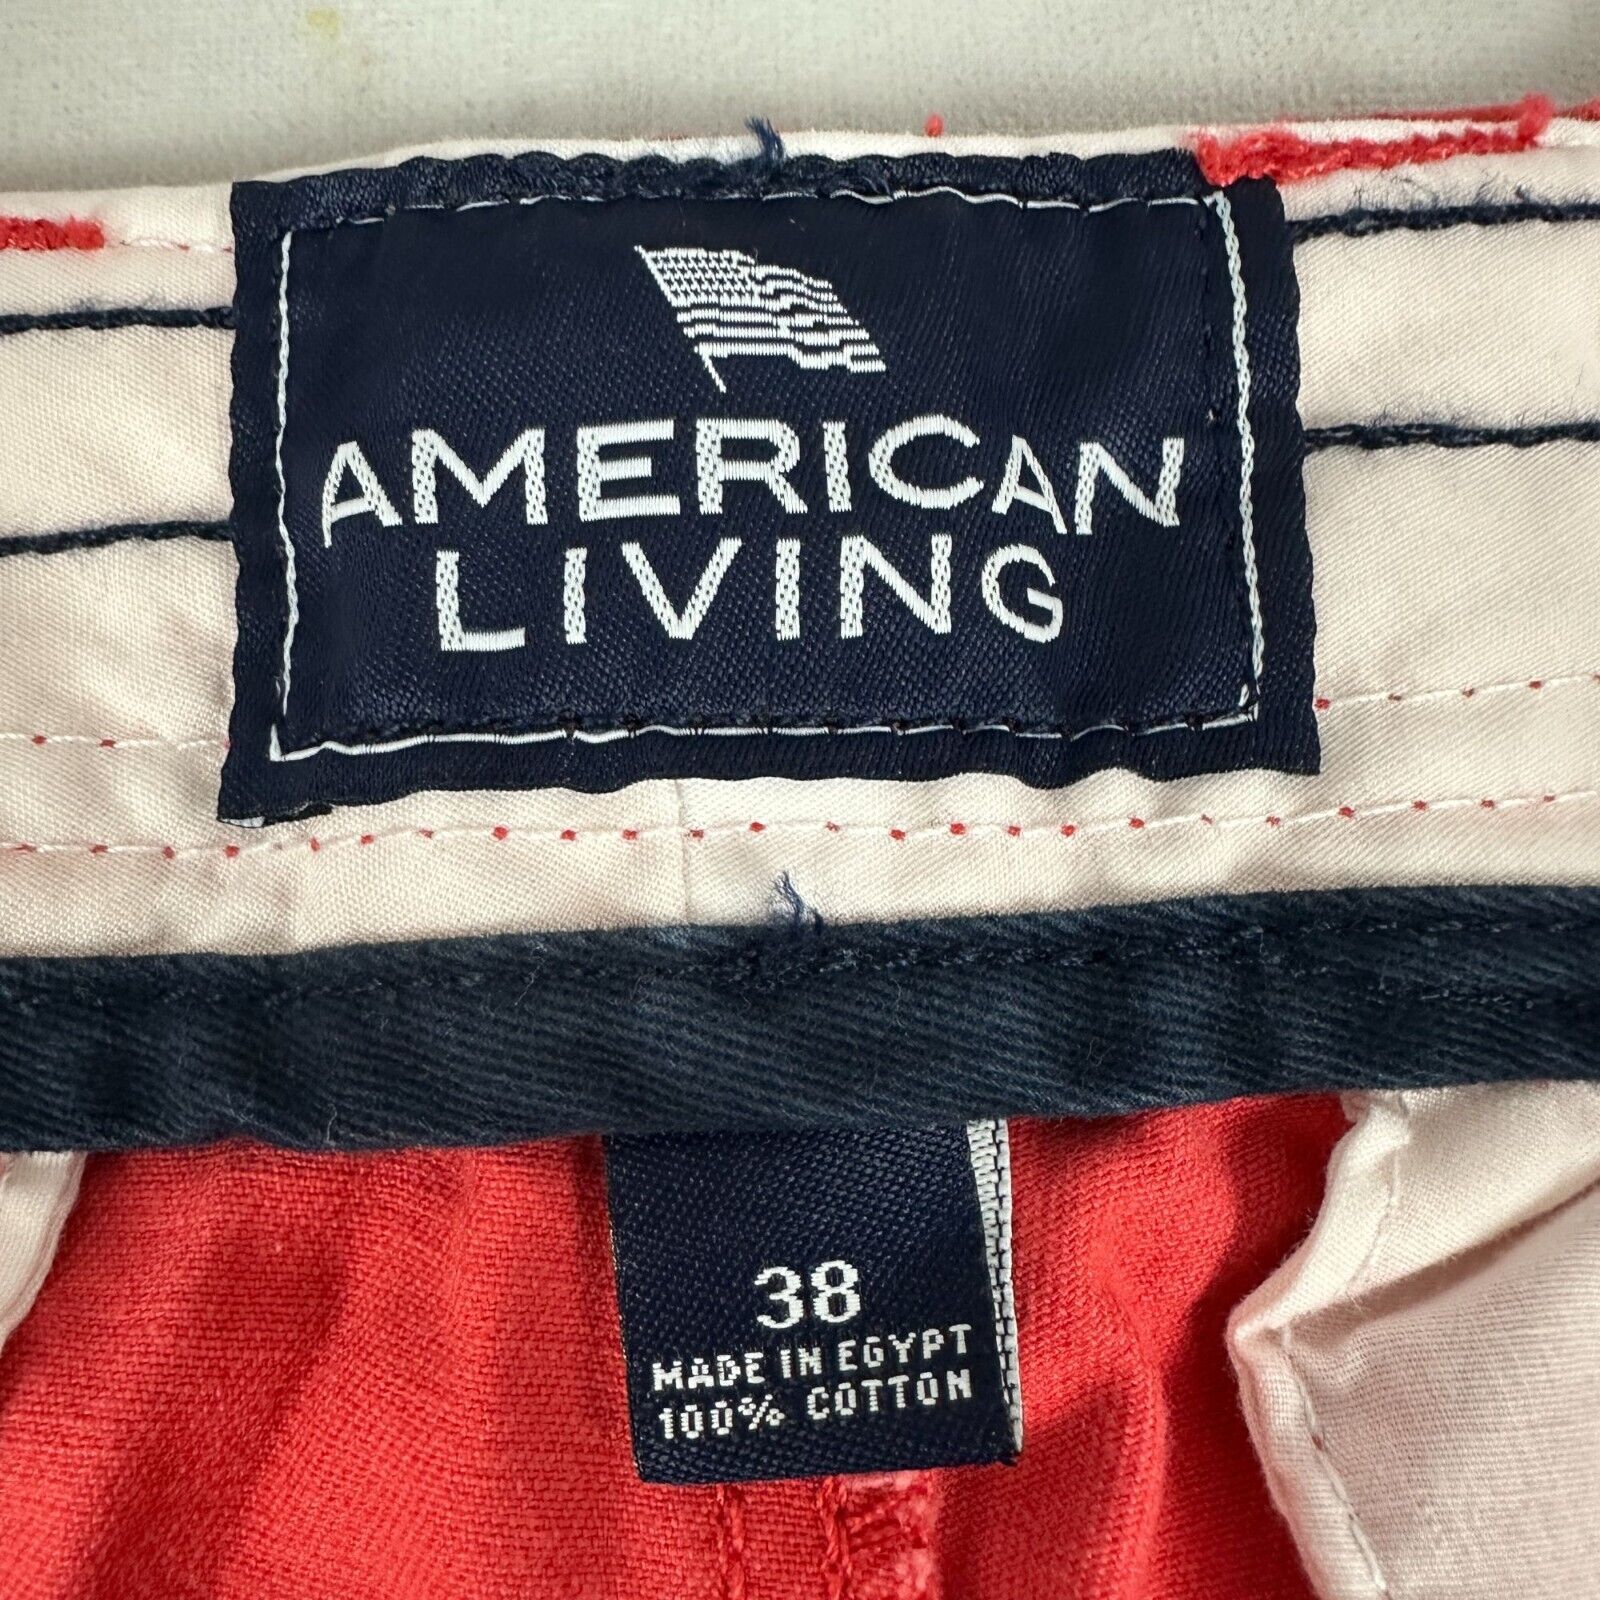 AMERICAN
LIVING
38
MADE IN EGYPT
100% COTTON